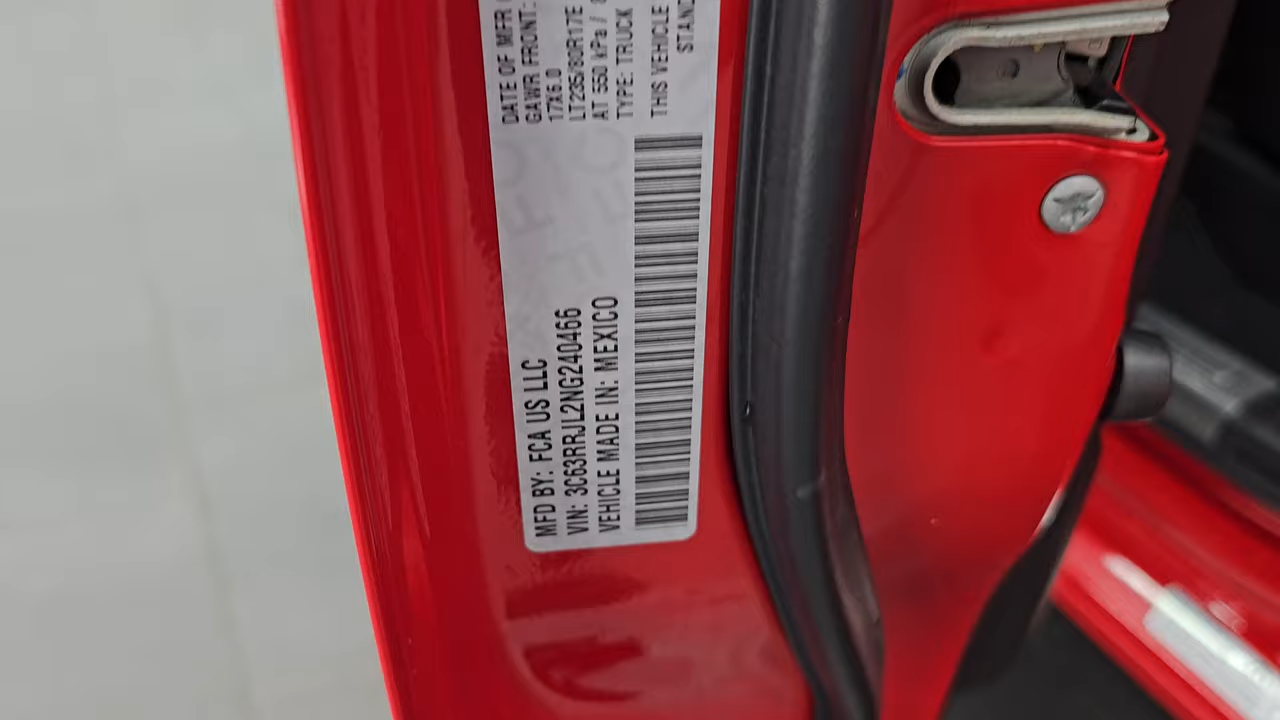 MFD BY: FCA US LLC
VIN: 3C63RRJL2NG240466
VEHICLE MADE IN: MEXICO
DATE OF MFR
GAWR FRONT:
17X6.0
LT235/80R17E
AT 550 kPa /
TYPE: TRUCK
THIS VEHICLE
STAND